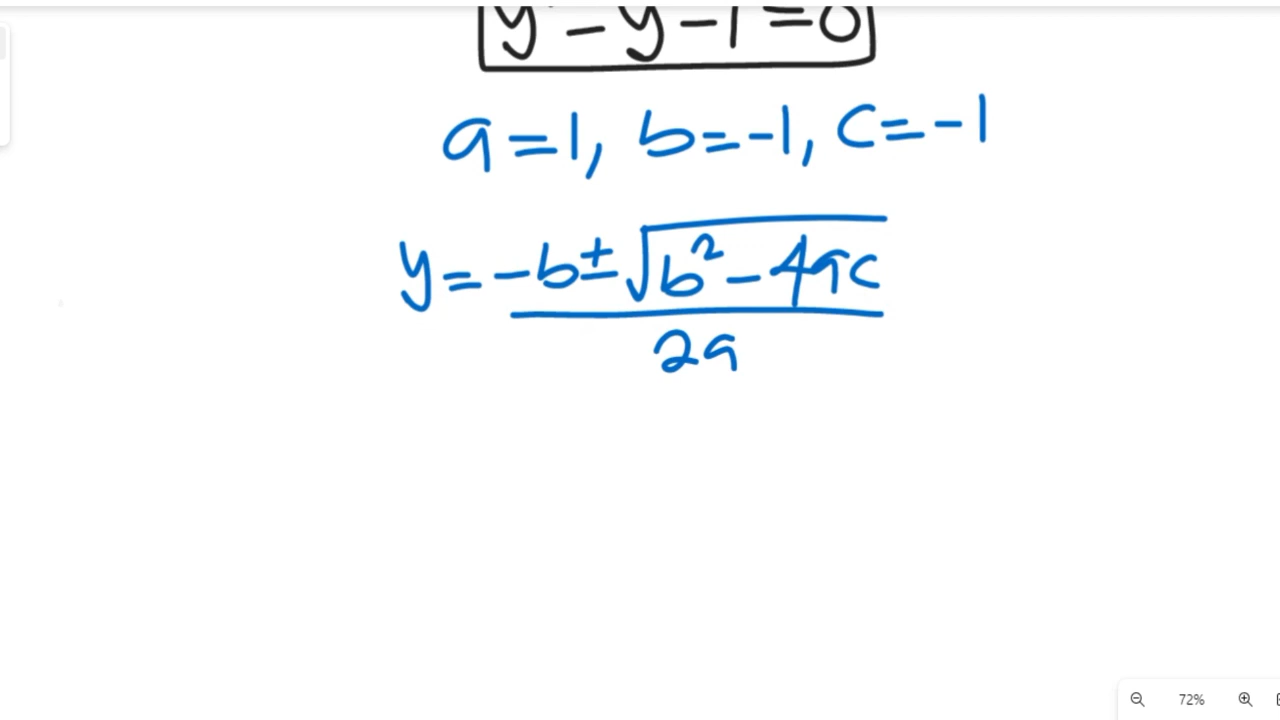 y² - y - 1 = 0
a = 1, b = -1, c = -1
y = -b ± √(b² - 4ac)
2a
72%